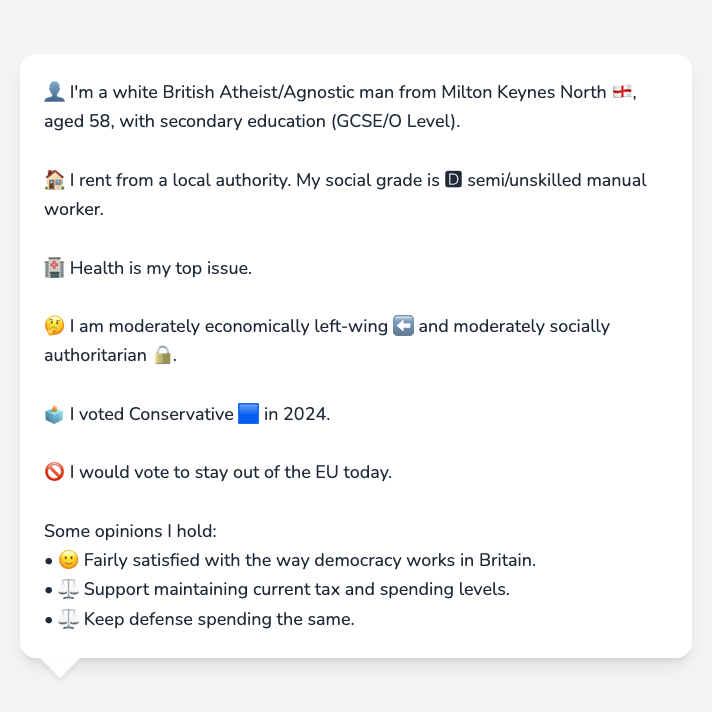 👤 I'm a white British Atheist/Agnostic man from Milton Keynes North 🏴󠁧󠁢󠁥󠁮󠁧󠁿,
aged 58, with secondary education (GCSE/O Level).
🏠 I rent from a local authority. My social grade is 🅳 semi/unskilled manual
worker.
🏥 Health is my top issue.
🤔 I am moderately economically left-wing ⬅️ and moderately socially
authoritarian 🔒.
🗳️ I voted Conservative 🟦 in 2024.
🚫 I would vote to stay out of the EU today.
Some opinions I hold:
• 🙂 Fairly satisfied with the way democracy works in Britain.
• ⚖️ Support maintaining current tax and spending levels.
• ⚖️ Keep defense spending the same.